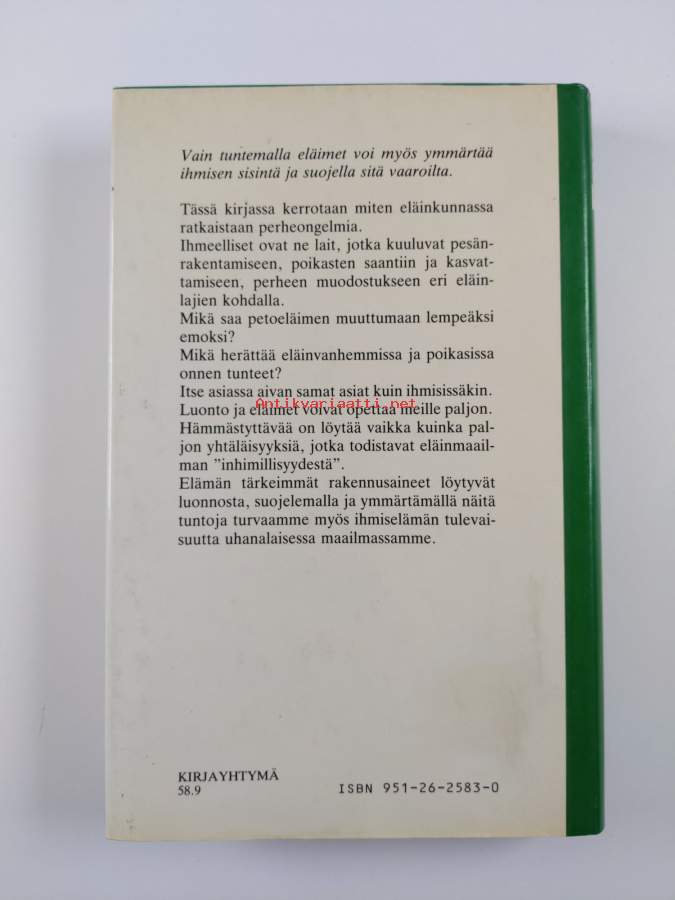 Vain tuntemalla eläimet voi myös ymmärtää
ihmisen sisintä ja suojella sitä vaaroilta.
Tässä kirjassa kerrotaan miten eläinkunnassa
ratkaistaan perheongelmia.
Ihmeelliset ovat ne lait, jotka kuuluvat pesän-
rakentamiseen, poikasten saantiin ja kasvat-
tamiseen, perheen muodostukseen eri eläin-
lajien kohdalla.
Mikä saa petoeläimen muuttumaan lempeäksi
emoksi?
Mikä herättää eläinvanhemmissa ja poikasissa
onnen tunteet?
Itse asiassa aivan samat asiat kuin ihmisissäkin.
Antikvariaatti.net
Luonto ja eläimet voivat opettaa meille paljon.
Hämmästyttävää on löytää vaikka kuinka pal-
jon yhtäläisyyksiä, jotka todistavat eläinmaail-
man ”inhimillisyydestä”.
Elämän tärkeimmät rakennusaineet löytyvät
luonnosta, suojelemalla ja ymmärtämällä näitä
tuntoja turvaamme myös ihmiselämän tulevai-
suutta uhanalaisessa maailmassamme.
KIRJAYHTYMÄ
58.9
ISBN 951-26-2583-0